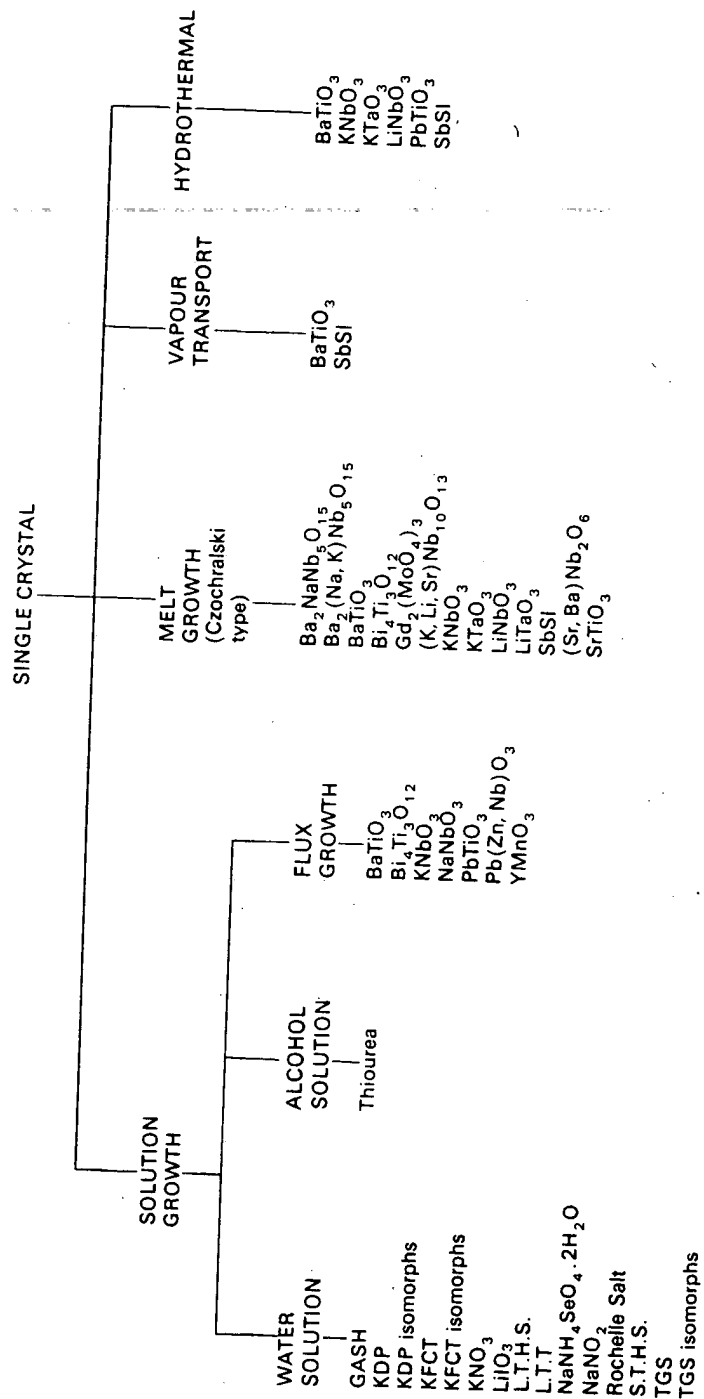 SINGLE CRYSTAL
SOLUTION
GROWTH
WATER
SOLUTION
GASH
KDP
KDP isomorphs
KFCT
KFCT isomorphs
KNO₃
LiIO₃
L.T.H.S.
L.T.T
NaNH₄SeO₄·2H₂O
NaNO₂
Rochelle Salt
S.T.H.S.
TGS
TGS isomorphs
ALCOHOL
SOLUTION
Thiourea
FLUX
GROWTH
BaTiO₃
Bi₄Ti₃O₁₂
KNbO₃
NaNbO₃
PbTiO₃
Pb(Zn, Nb)O₃
YMnO₃
MELT
GROWTH
(Czochralski
type)
Ba₂NaNb₅O₁₅
Ba₂(Na, K)Nb₅O₁₅
BaTiO₃
Bi₄Ti₃O₁₂
Gd₂(MoO₄)₃
(K, Li, Sr)Nb₁₀O₁₃
KNbO₃
KTaO₃
LiNbO₃
LiTaO₃
SbSI
(Sr, Ba)Nb₂O₆
SrTiO₃
VAPOUR
TRANSPORT
BaTiO₃
SbSI
HYDROTHERMAL
BaTiO₃
KNbO₃
KTaO₃
LiNbO₃
PbTiO₃
SbSI